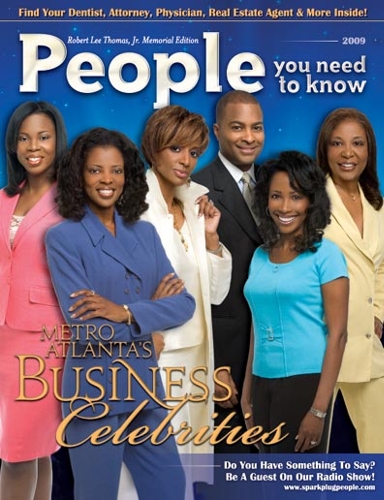 Find Your Dentist, Attorney, Physician, Real Estate Agent & More Inside!
Robert Lee Thomas, Jr. Memorial Edition
2009
People
you need
to know
METRO
ATLANTA'S
BUSINESS
Celebrities
Do You Have Something To Say?
Be A Guest On Our Radio Show!
www.sparkplugpeople.com